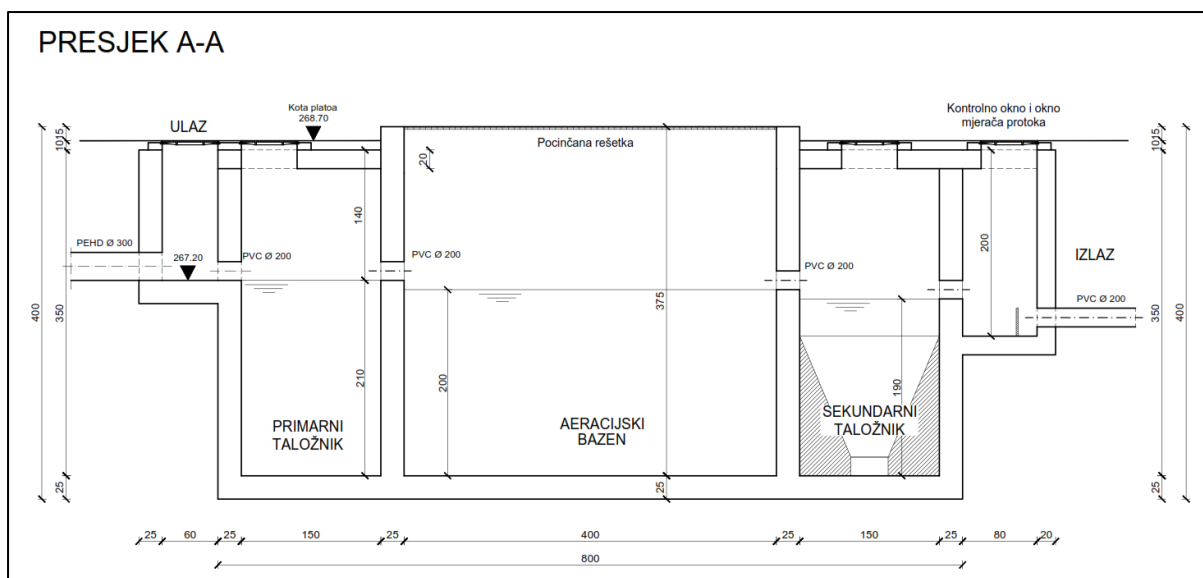 PRESJEK A-A
Kota platoa
268.70
ULAZ
Kontrolno okno i okno
mjerača protoka
Pocinčana rešetka
1015
20
1015
140
200
PEHD Ø 300
267.20
PVC Ø 200
PVC Ø 200
PVC Ø 200
IZLAZ
PVC Ø 200
400
350
375
350
400
210
200
190
PRIMARNI
TALOŽNIK
AERACIJSKI
BAZEN
SEKUNDARNI
TALOŽNIK
25
25
25
25
60
25
150
25
400
25
150
25
80
20
800